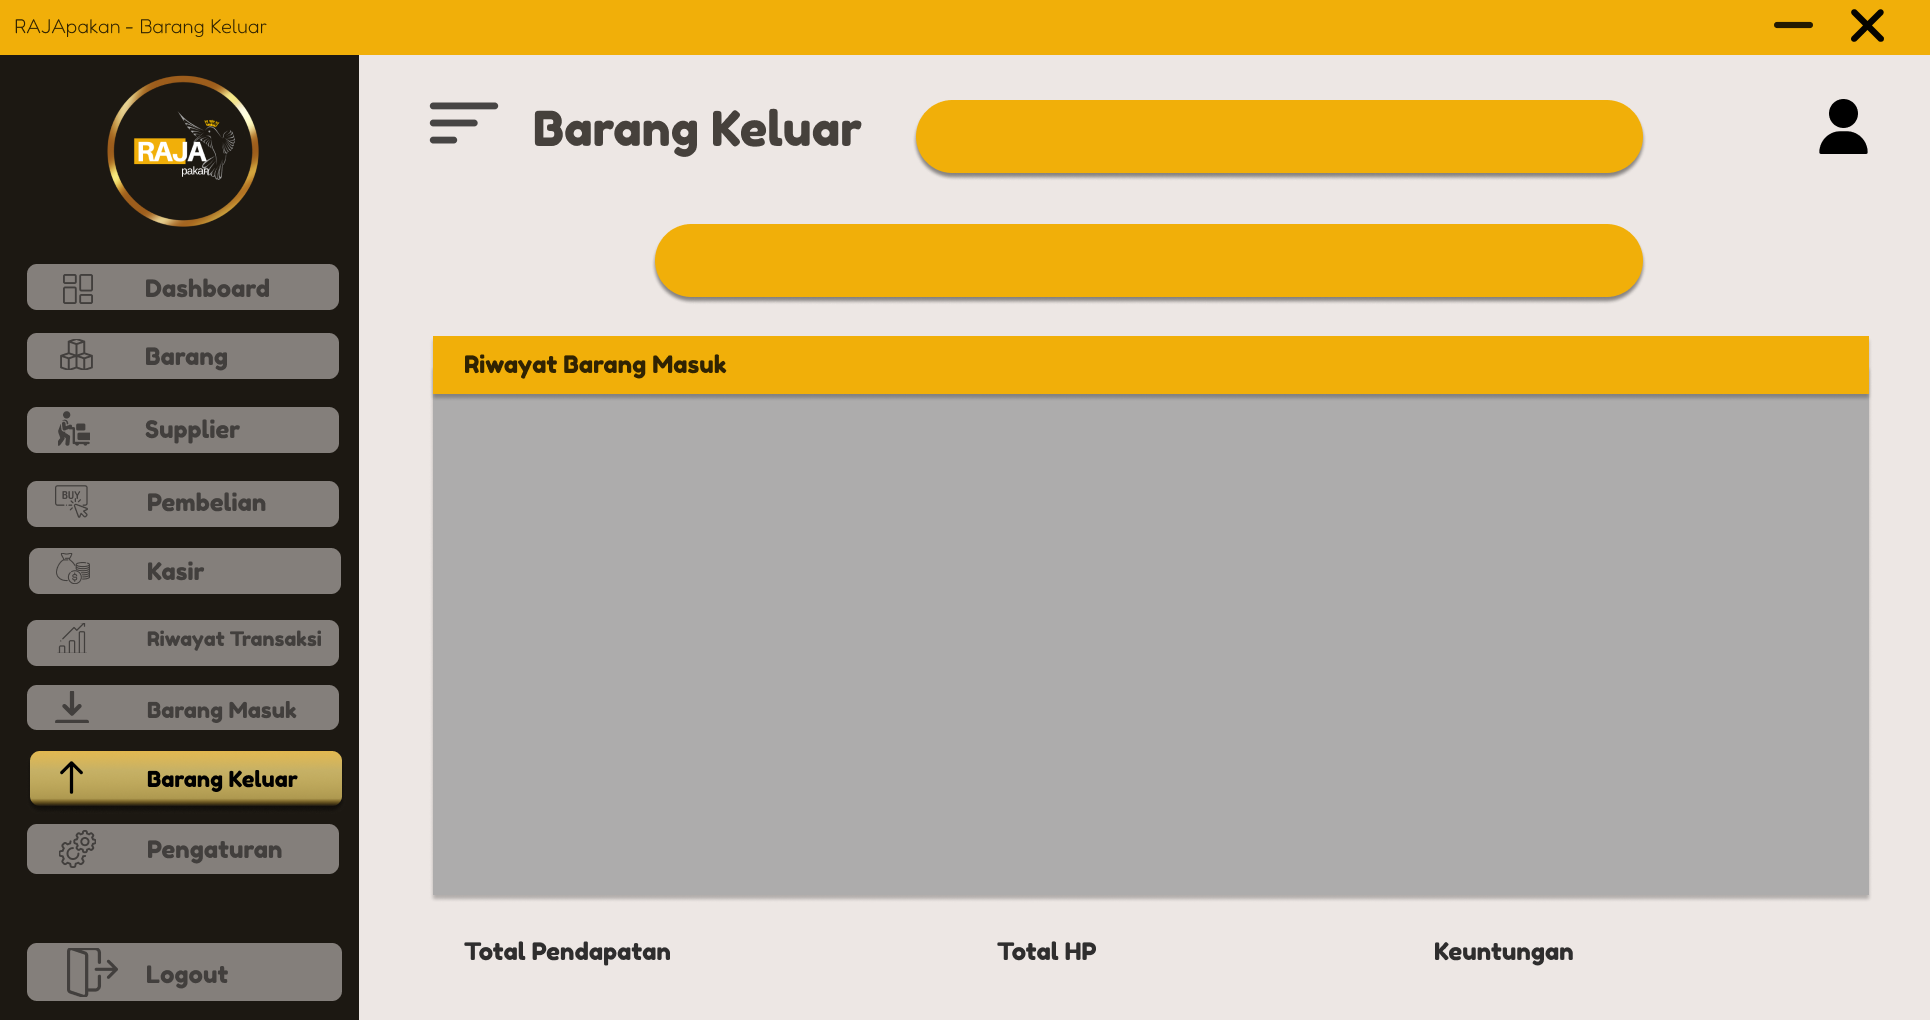 RAJApakan - Barang Keluar
RAJA
pakan
Barang Keluar
Dashboard
Barang
Supplier
BUY
Pembelian
Kasir
Riwayat Transaksi
Barang Masuk
Barang Keluar
Pengaturan
Logout
Riwayat Barang Masuk
Total Pendapatan
Total HP
Keuntungan